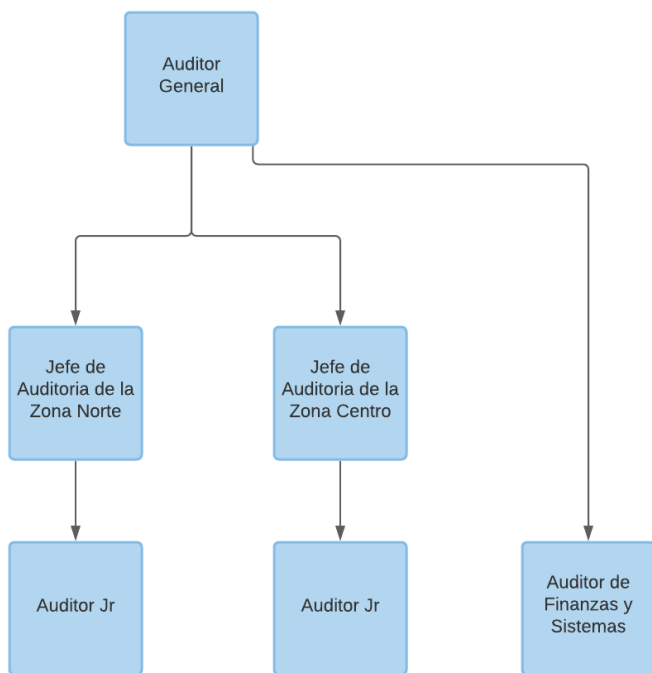 Auditor
General
Jefe de
Auditoria de la
Zona Norte
Jefe de
Auditoria de la
Zona Centro
Auditor Jr
Auditor Jr
Auditor de
Finanzas y
Sistemas